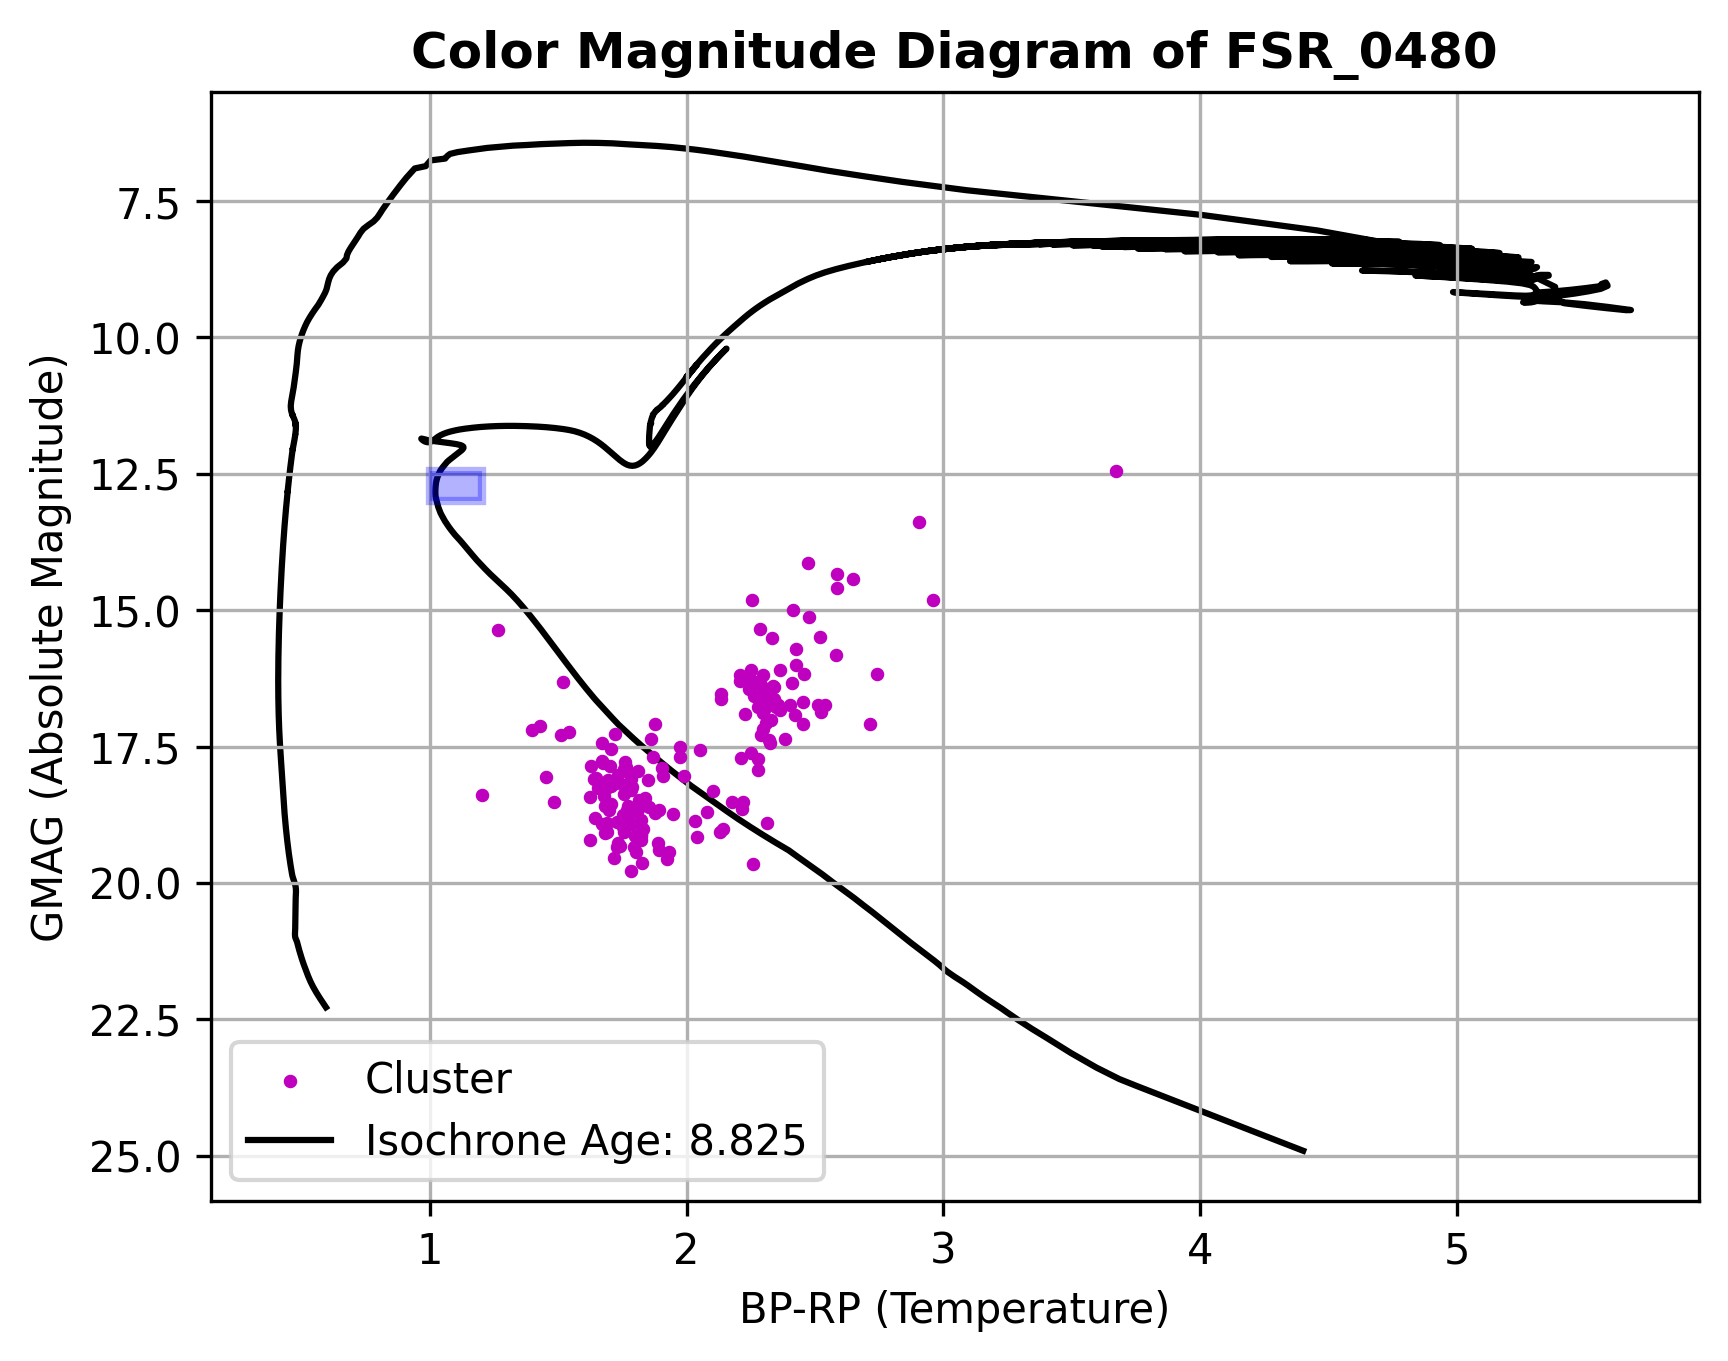 Color Magnitude Diagram of FSR_0480
GMAG (Absolute Magnitude)
7.5
10.0
12.5
15.0
17.5
20.0
22.5
25.0
Cluster
Isochrone Age: 8.825
1 2 3 4 5
BP-RP (Temperature)